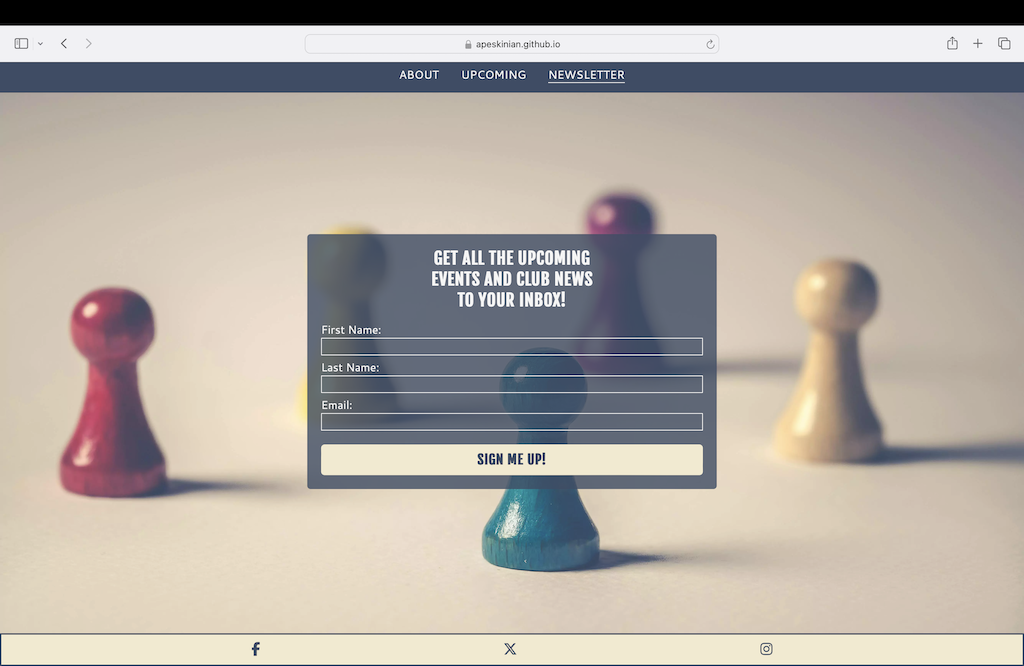 apeskinian.github.io
ABOUT UPCOMING NEWSLETTER
GET ALL THE UPCOMING
EVENTS AND CLUB NEWS
TO YOUR INBOX!
First Name:
Last Name:
Email:
SIGN ME UP!